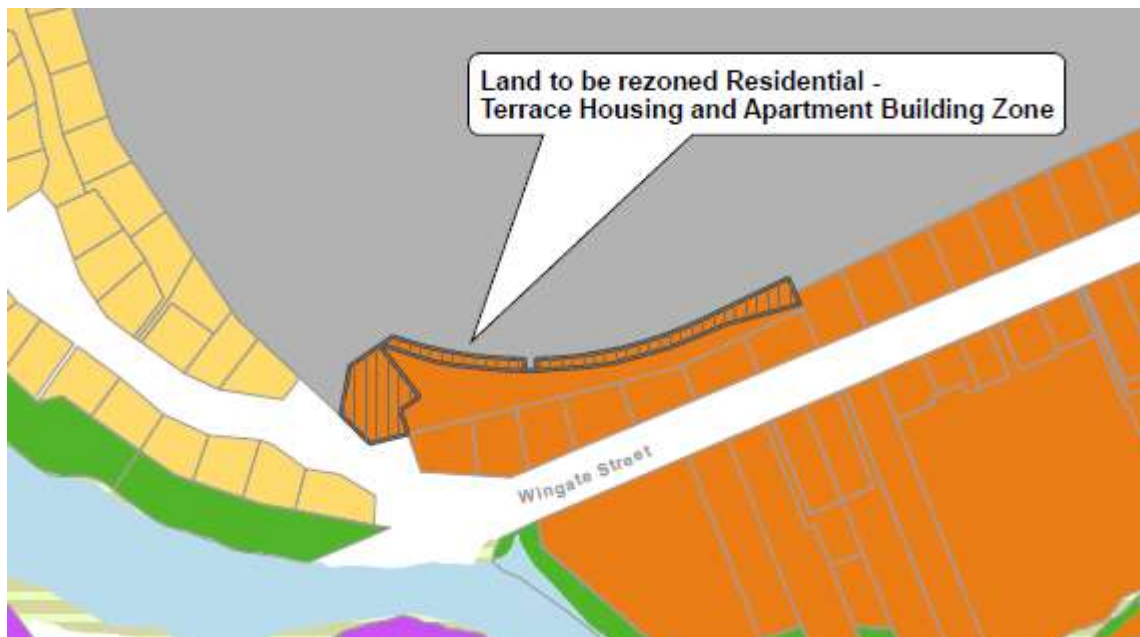 Land to be rezoned Residential -
Terrace Housing and Apartment Building Zone
Wingate Street